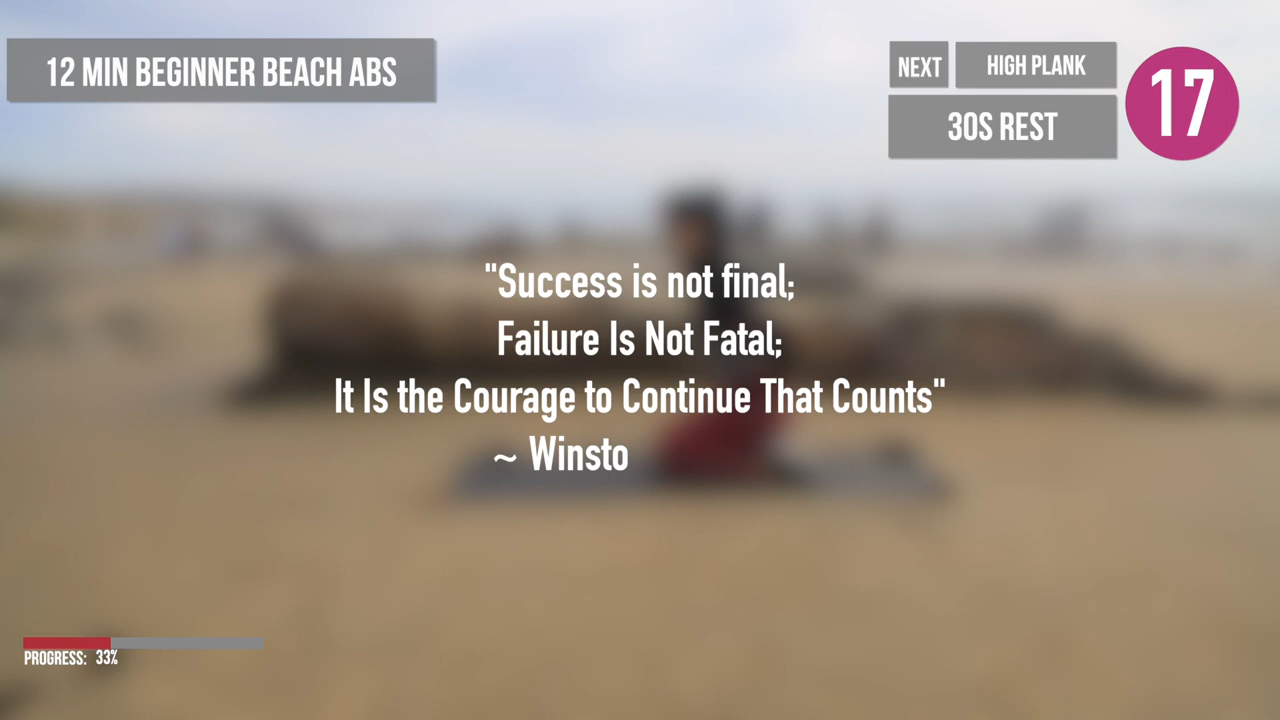 12 MIN BEGINNER BEACH ABS
NEXT
HIGH PLANK
30S REST
17
"Success is not final;
Failure Is Not Fatal;
It Is the Courage to Continue That Counts"
~ Winsto
PROGRESS: 33%